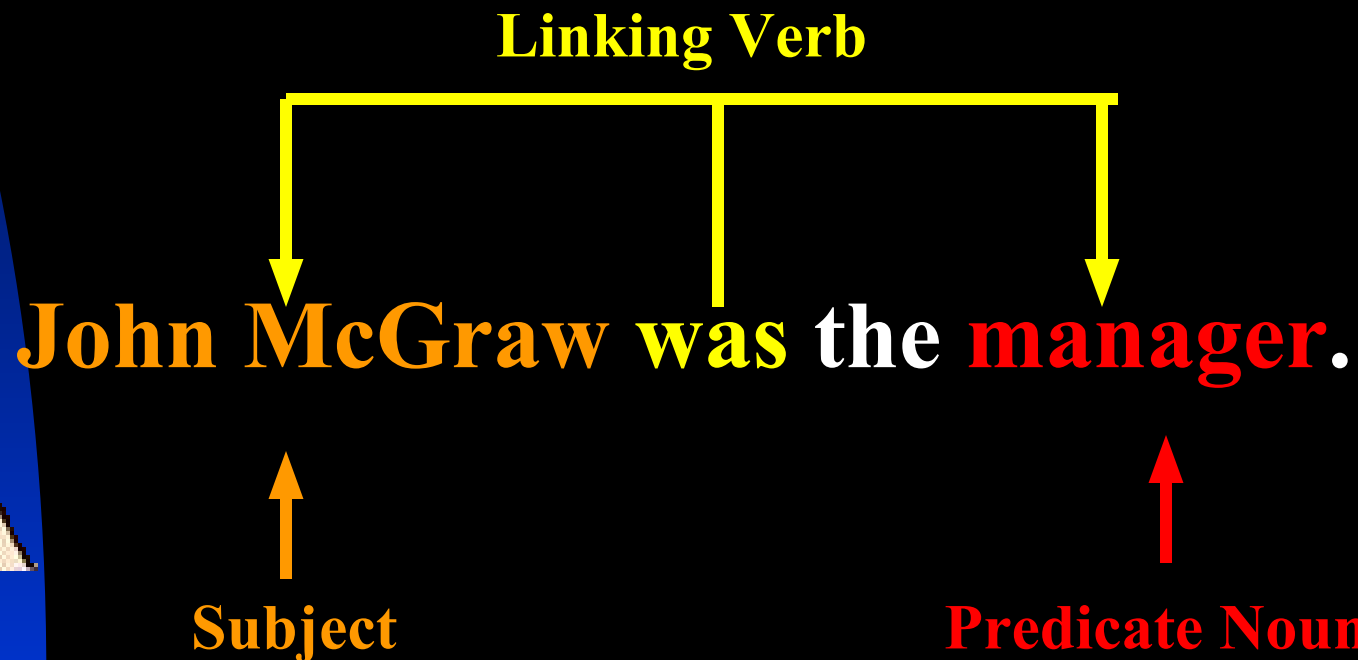 Linking Verb
John McGraw was the manager.
Subject
Predicate Noun